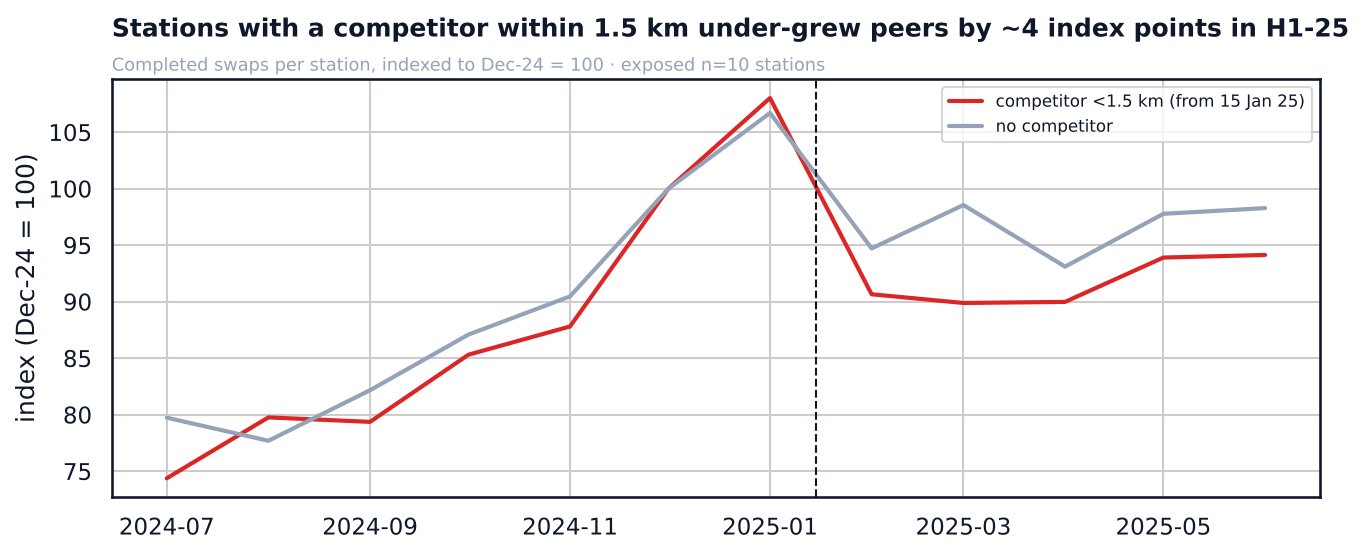 Stations with a competitor within 1.5 km under-grew peers by ~4 index points in H1-25
Completed swaps per station, indexed to Dec-24 = 100 · exposed n=10 stations
competitor <1.5 km (from 15 Jan 25)
no competitor
index (Dec-24 = 100)
105
100
95
90
85
80
75
2024-07 2024-09 2024-11 2025-01 2025-03 2025-05